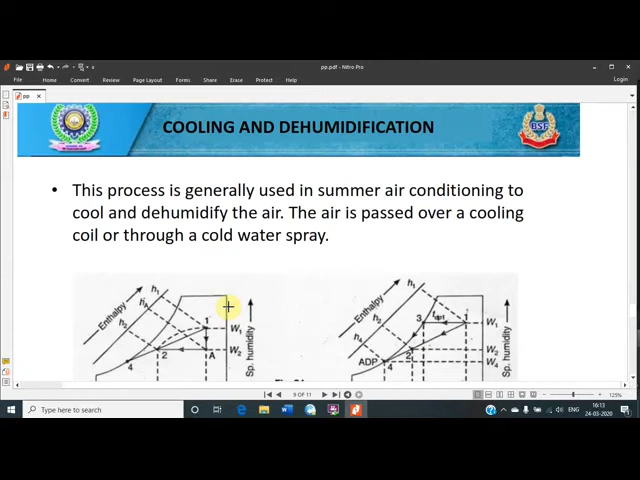 pp.pdf - Nitro Pro
File Home Convert Review Page Layout Forms Share Erase Protect Help
Login
pp
COOLING AND DEHUMIDIFICATION
BSF
• This process is generally used in summer air conditioning to
cool and dehumidify the air. The air is passed over a cooling
coil or through a cold water spray.
Enthalpy h1 hA h2 1 W1 W2 4 2 A Sp. humidity
Enthalpy h1 h2 h4 3 tdp1 1 W1 W2 W4 ADP 4 2 Sp. humidity
9 OF 11
125%
Type here to search
ENG
16:13
24-03-2020